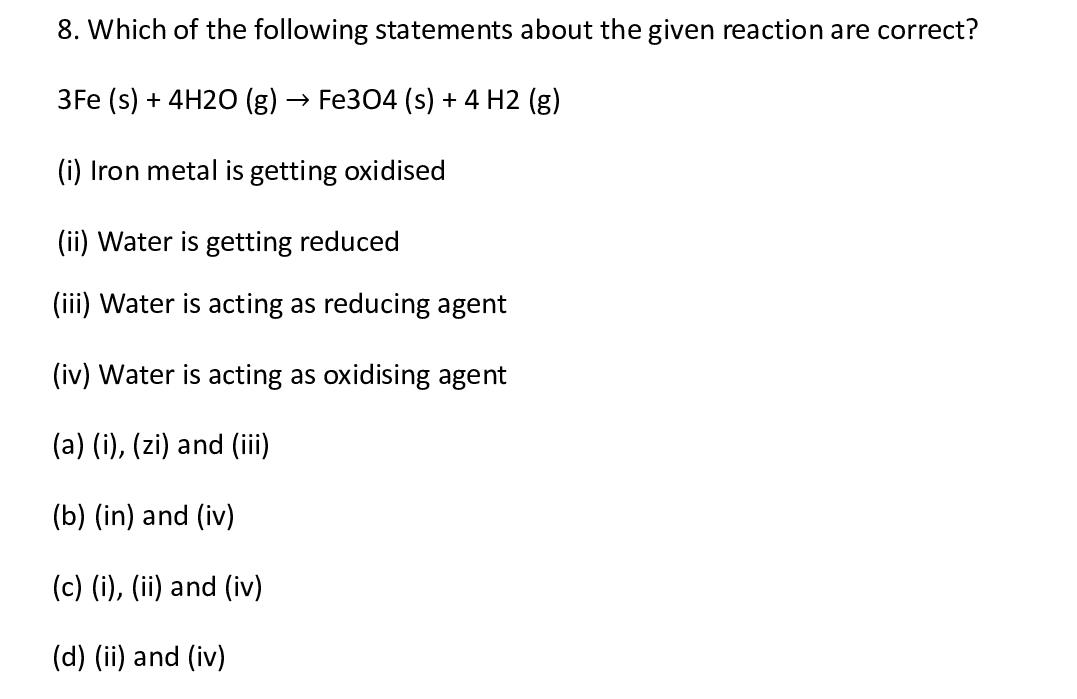 8. Which of the following statements about the given reaction are correct?
3Fe (s) + 4H2O (g) → Fe3O4 (s) + 4 H2 (g)
(i) Iron metal is getting oxidised
(ii) Water is getting reduced
(iii) Water is acting as reducing agent
(iv) Water is acting as oxidising agent
(a) (i), (zi) and (iii)
(b) (in) and (iv)
(c) (i), (ii) and (iv)
(d) (ii) and (iv)